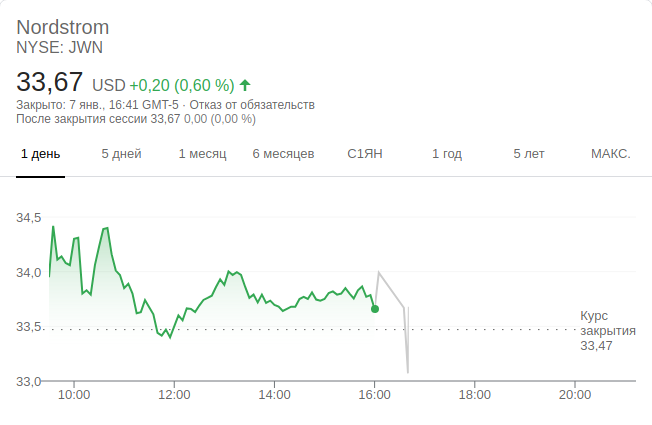 Nordstrom
NYSE: JWN
33,67 USD +0,20 (0,60 %)
Закрыто: 7 янв., 16:41 GMT-5 · Отказ от обязательств
После закрытия сессии 33,67 0,00 (0,00 %)
1 день 5 дней 1 месяц 6 месяцев С1ЯН 1 год 5 лет МАКС.
34,5
34,0
33,5
33,0
Курс
закрытия
33,47
10:00 12:00 14:00 16:00 18:00 20:00